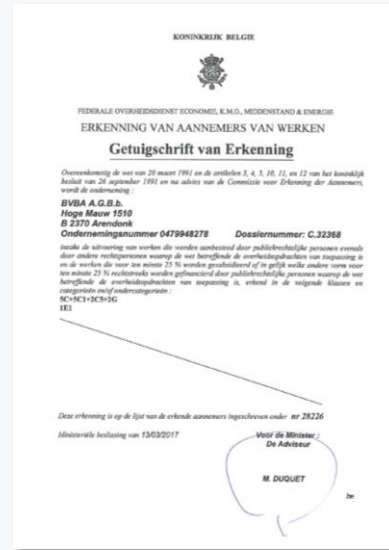 KONINKRIJK BELGIE
FEDERALE OVERHEIDSDIENST ECONOMIE, K.M.O., MIDDENSTAND & ENERGIE
ERKENNING VAN AANNEMERS VAN WERKEN
Getuigschrift van Erkenning
Overeenkomstig de wet van 20 maart 1991 en de artikelen 3, 4, 5, 10, 11, en 12 van het koninklijk
besluit van 26 september 1991 en na advies van de Commissie voor Erkenning der Aannemers,
wordt de onderneming :
BVBA A.G.B.b.
Hoge Mauw 1510
B 2370 Arendonk
Ondernemingsnummer 0479948278 Dossiernummer: C.32368
inzake de uitvoering van werken die worden aanbesteed door publiekrechtelijke personen evenals
door andere rechtspersonen waarop de wet betreffende de overheidsopdrachten van toepassing is
en de werken die voor ten minste 25 % worden gesubsidieerd of in gelijk welke andere vorm voor
ten minste 25 % rechtstreeks worden gefinancierd door publiekrechtelijke personen waarop de wet
betreffende de overheidsopdrachten van toepassing is, erkend in de volgende klassen en
categorieën en/of ondercategorieën :
5C+5C1+2C5+2G
1E1
Deze erkenning is op de lijst van de erkende aannemers ingeschreven onder nr 28226
Ministeriële beslissing van 13/03/2017 Voor de Minister :
De Adviseur
M. DUQUET
be